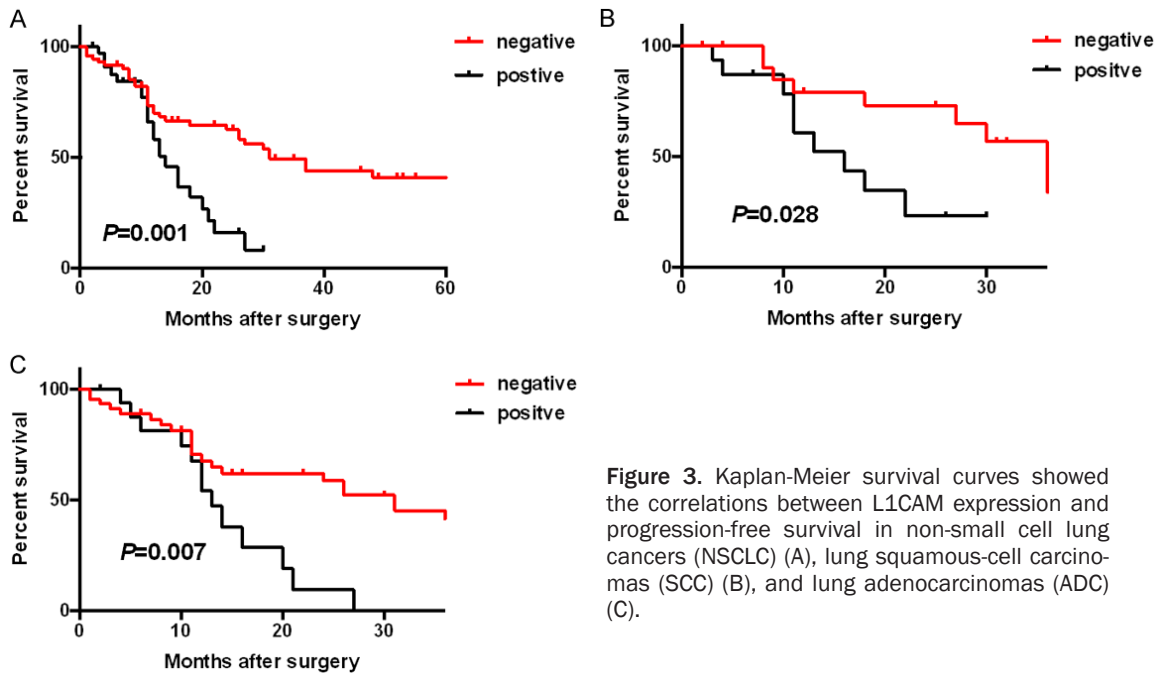 A
negative
postive
100
50
0
Percent survival
P=0.001
0 20 40 60
Months after surgery
B
negative
positve
100
50
0
Percent survival
P=0.028
0 10 20 30
Months after surgery
C
negative
positve
100
50
0
Percent survival
P=0.007
0 10 20 30
Months after surgery
Figure 3. Kaplan-Meier survival curves showed
the correlations between L1CAM expression and
progression-free survival in non-small cell lung
cancers (NSCLC) (A), lung squamous-cell carcino-
mas (SCC) (B), and lung adenocarcinomas (ADC)
(C).